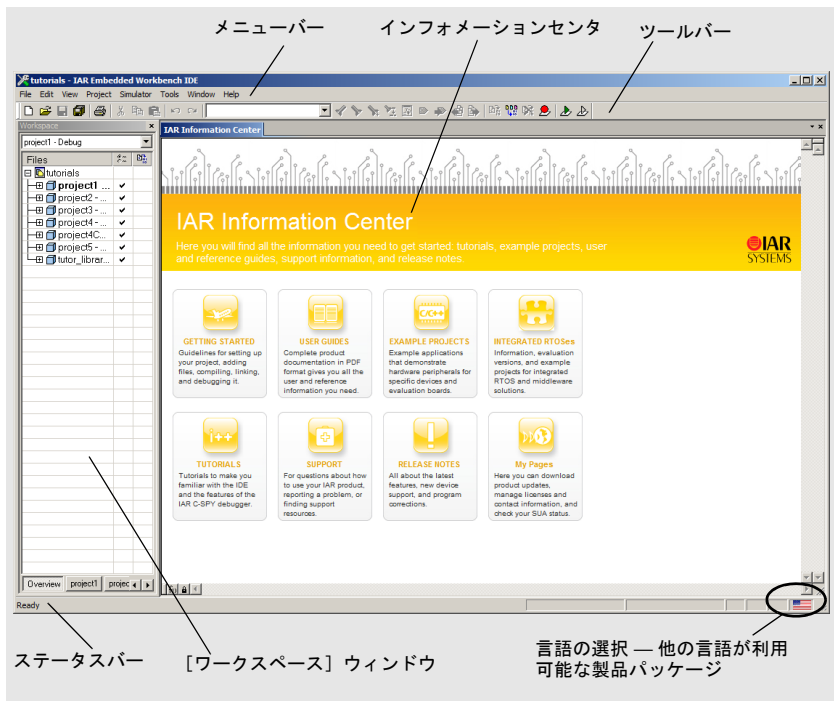 メニューバー
インフォメーションセンタ
ツールバー
tutorials - IAR Embedded Workbench IDE
File Edit View Project Simulator Tools Window Help
Workspace
IAR Information Center
project1 - Debug
Files
tutorials
project1 ...
project2 - ...
project3 - ...
project4 - ...
project4C...
project5 - ...
tutor_librar...
IAR Information Center
Here you will find all the information you need to get started: tutorials, example projects, user
and reference guides, support information, and release notes.
IAR
SYSTEMS
GETTING STARTED
Guidelines for setting up
your project, adding
files, compiling, linking,
and debugging it.
USER GUIDES
Complete product
documentation in PDF
format gives you all the
user and reference
information you need.
C/C++
EXAMPLE PROJECTS
Example applications
that demonstrate
hardware peripherals for
specific devices and
evaluation boards.
INTEGRATED RTOSes
Information, evaluation
versions, and example
projects for integrated
RTOS and middleware
solutions.
i++
TUTORIALS
Tutorials to make you
familiar with the IDE
and the features of the
IAR C-SPY debugger.
SUPPORT
For questions about how
to use your IAR product,
reporting a problem, or
finding support
resources.
RELEASE NOTES
All about the latest
features, new device
support, and program
corrections.
My Pages
Here you can download
product updates,
manage licenses and
contact information, and
check your SUA status.
Overview project1 projec
Ready
ステータスバー
［ワークスペース］ウィンドウ
言語の選択 — 他の言語が利用
可能な製品パッケージ